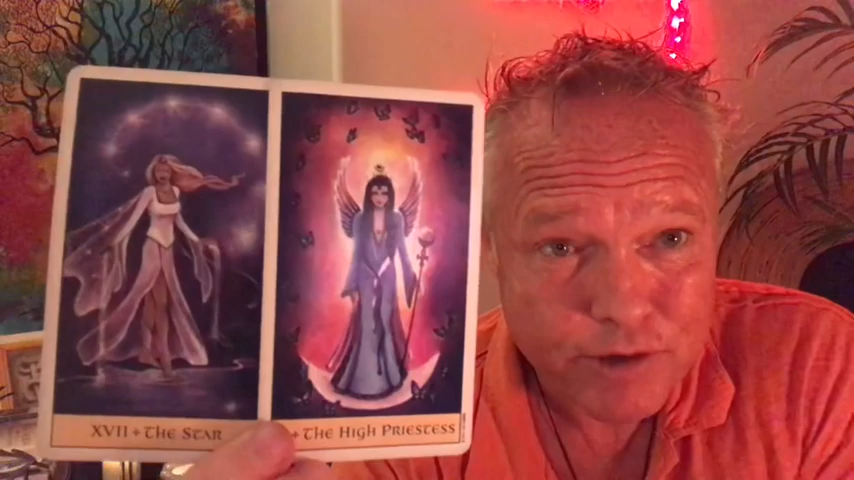 XVII + The Star
+ The High Priestess